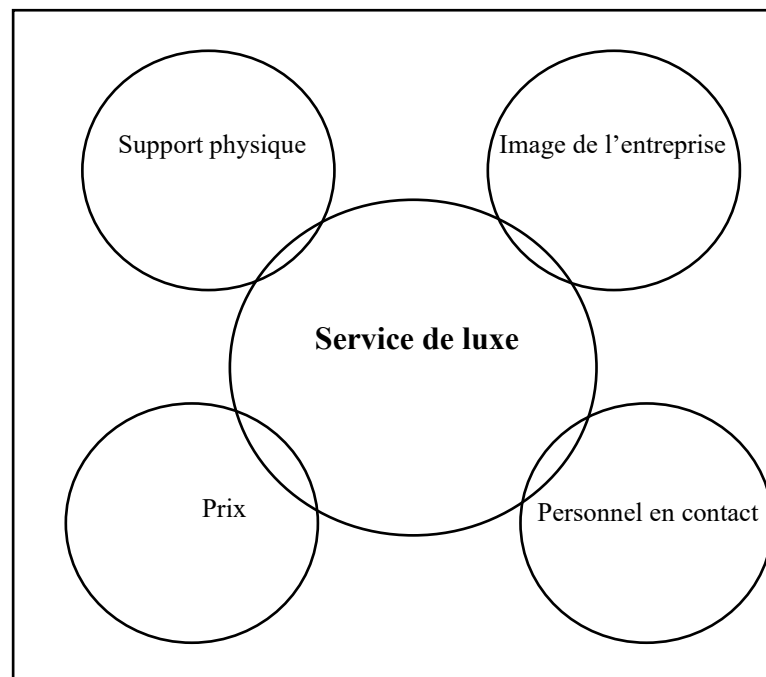 Support physique
Image de l’entreprise
Service de luxe
Prix
Personnel en contact